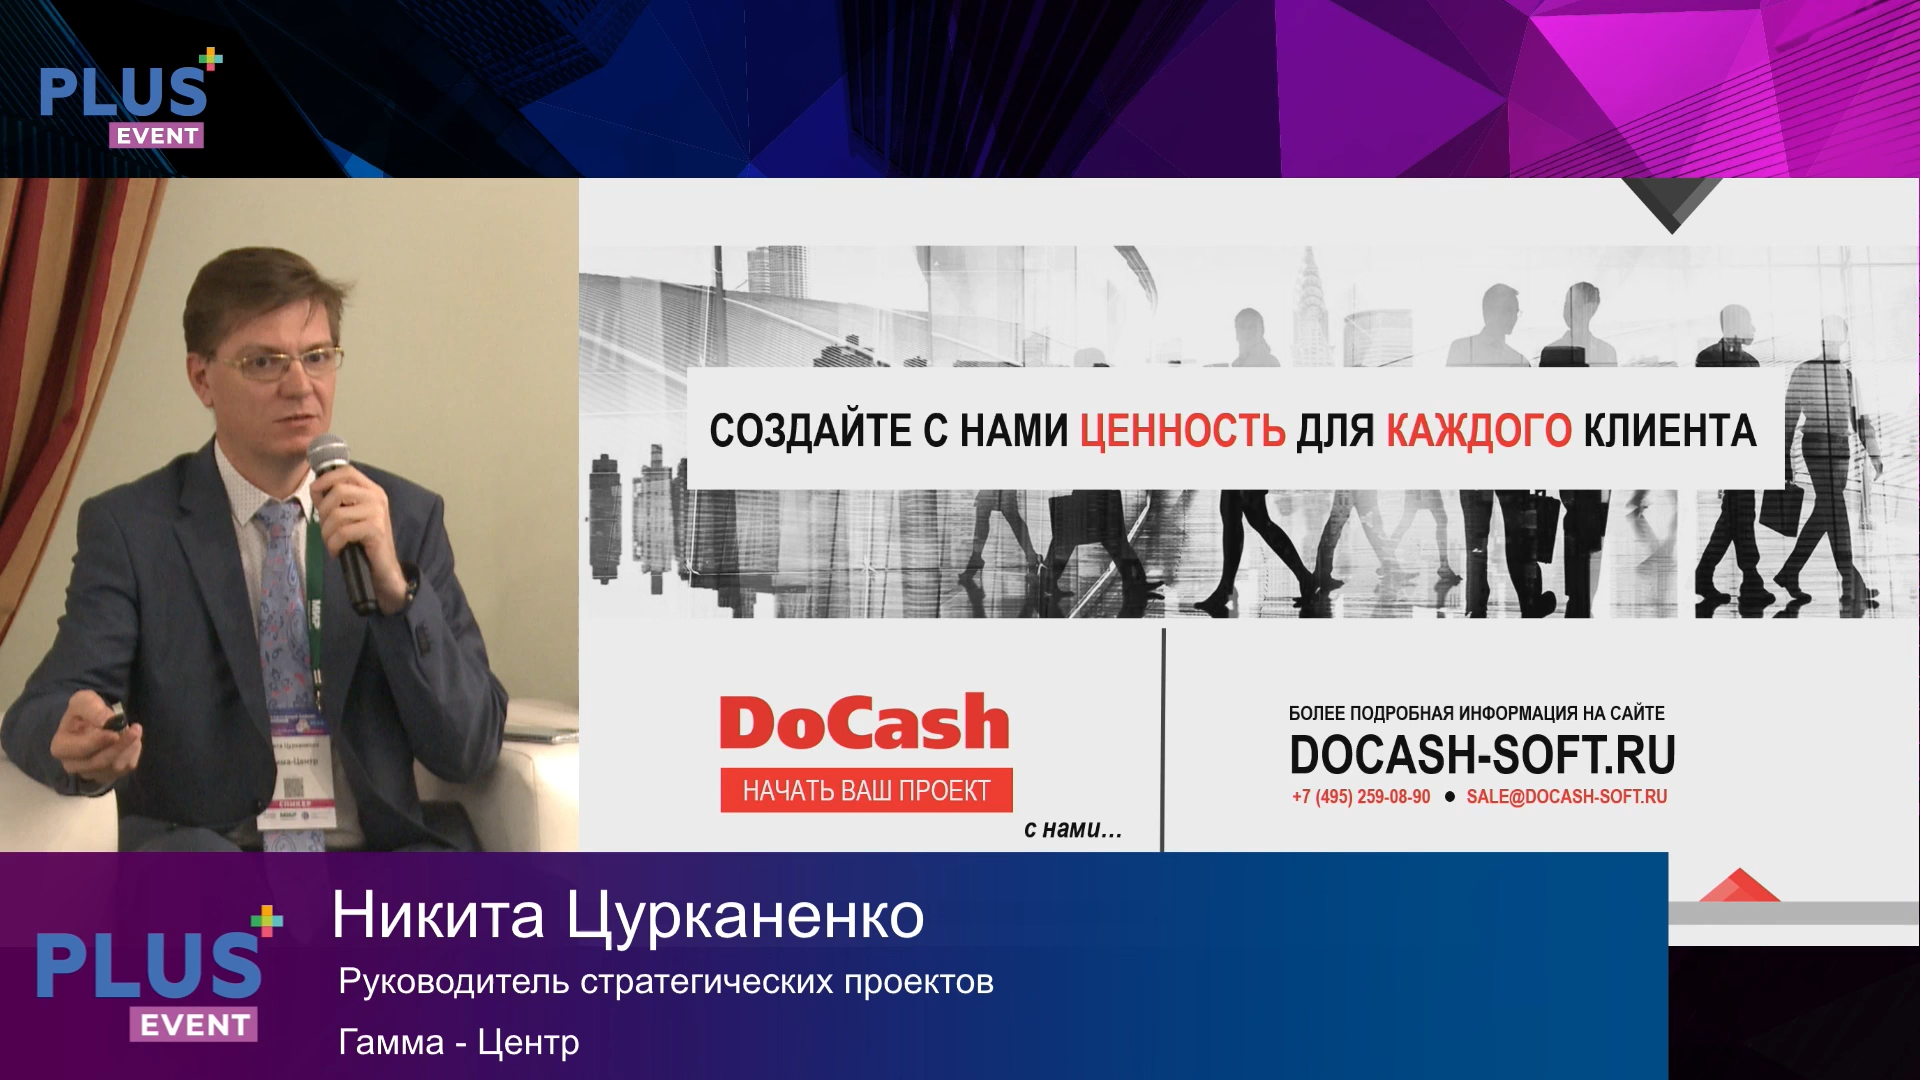 PLUS
EVENT
СОЗДАЙТЕ С НАМИ ЦЕННОСТЬ ДЛЯ КАЖДОГО КЛИЕНТА
DoCash
НАЧАТЬ ВАШ ПРОЕКТ
с нами...
БОЛЕЕ ПОДРОБНАЯ ИНФОРМАЦИЯ НА САЙТЕ
DOCASH-SOFT.RU
+7 (495) 259-08-90 ● SALE@DOCASH-SOFT.RU
СПИКЕР
PLUS
EVENT
Никита Цурканенко
Руководитель стратегических проектов
Гамма - Центр